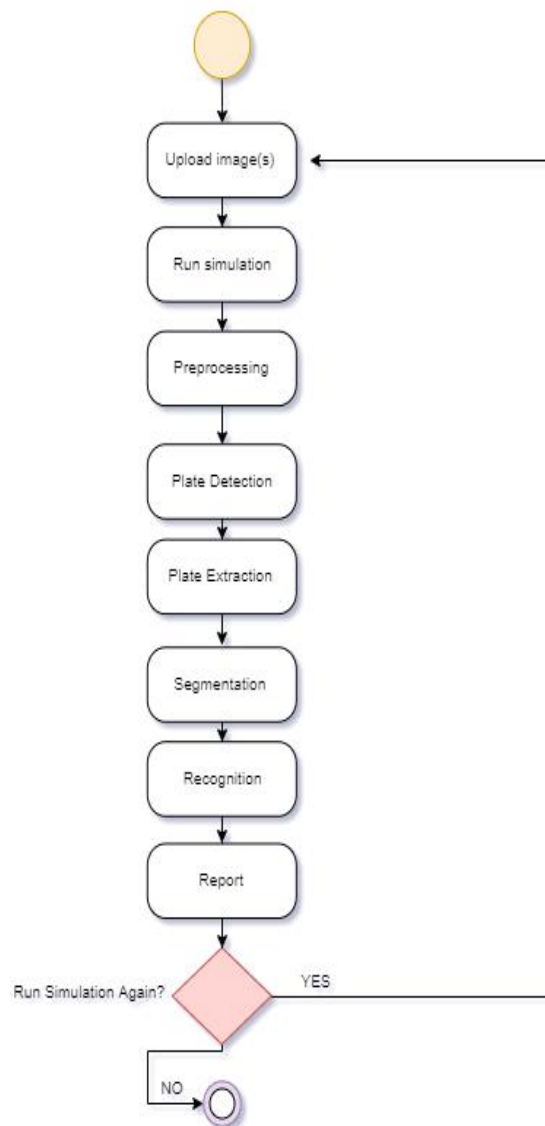 Upload image(s)
Run simulation
Preprocessing
Plate Detection
Plate Extraction
Segmentation
Recognition
Report
Run Simulation Again?
YES
NO